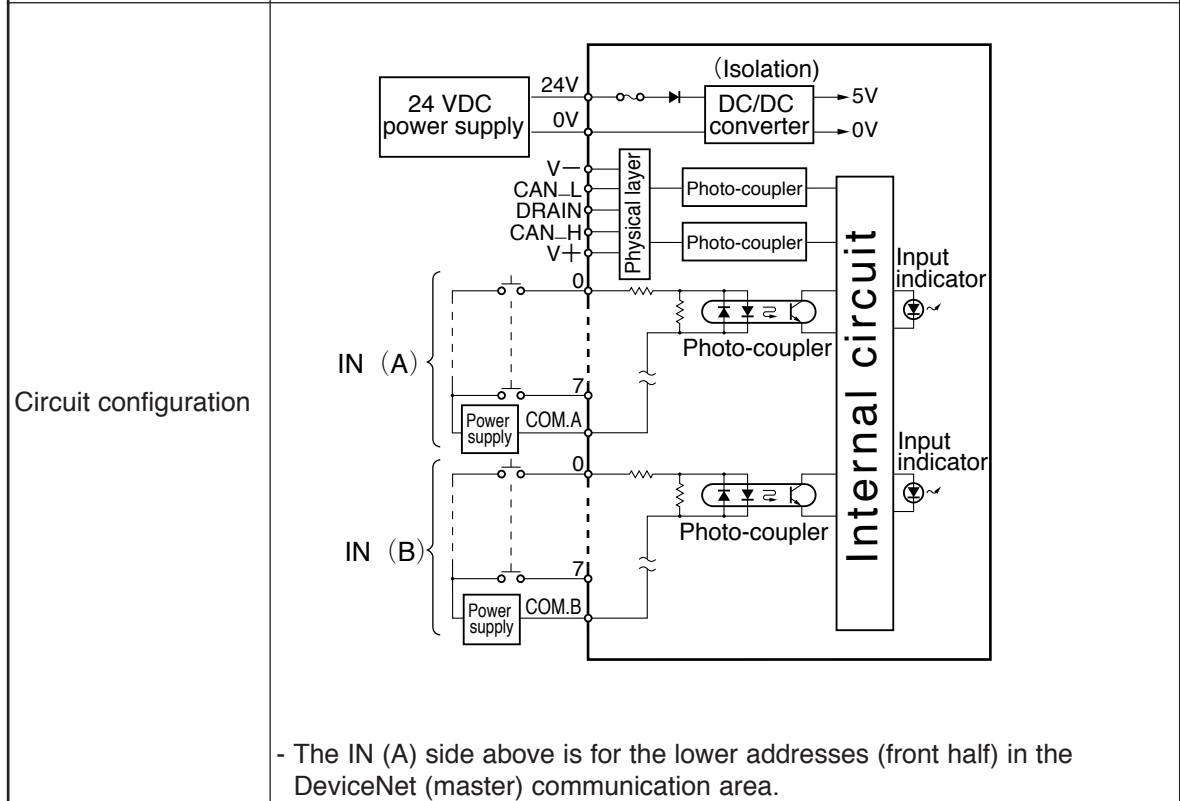 Circuit configuration
24 VDC
power supply
24V
0V
（Isolation)
DC/DC
converter
5V
0V
V－
CAN_L
DRAIN
CAN_H
V＋
Physical layer
Photo-coupler
Photo-coupler
Internal circuit
Input
indicator
IN （A）
0
7
COM.A
Power
supply
Photo-coupler
Input
indicator
IN （B）
0
7
COM.B
Power
supply
Photo-coupler
- The IN (A) side above is for the lower addresses (front half) in the
DeviceNet (master) communication area.